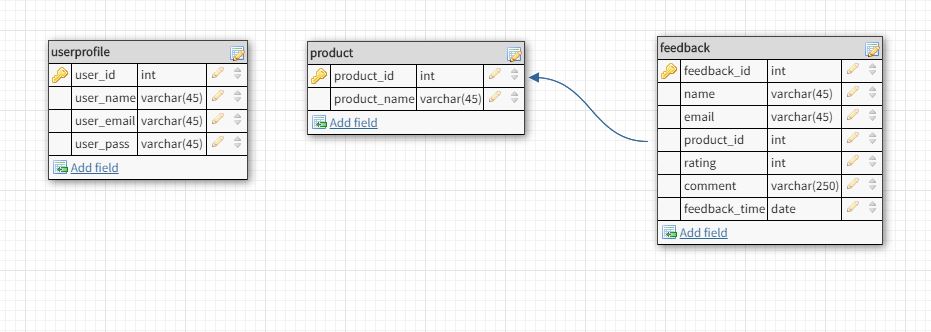 userprofile
user_id int
user_name varchar(45)
user_email varchar(45)
user_pass varchar(45)
Add field
product
product_id int
product_name varchar(45)
Add field
feedback
feedback_id int
name varchar(45)
email varchar(45)
product_id int
rating int
comment varchar(250)
feedback_time date
Add field